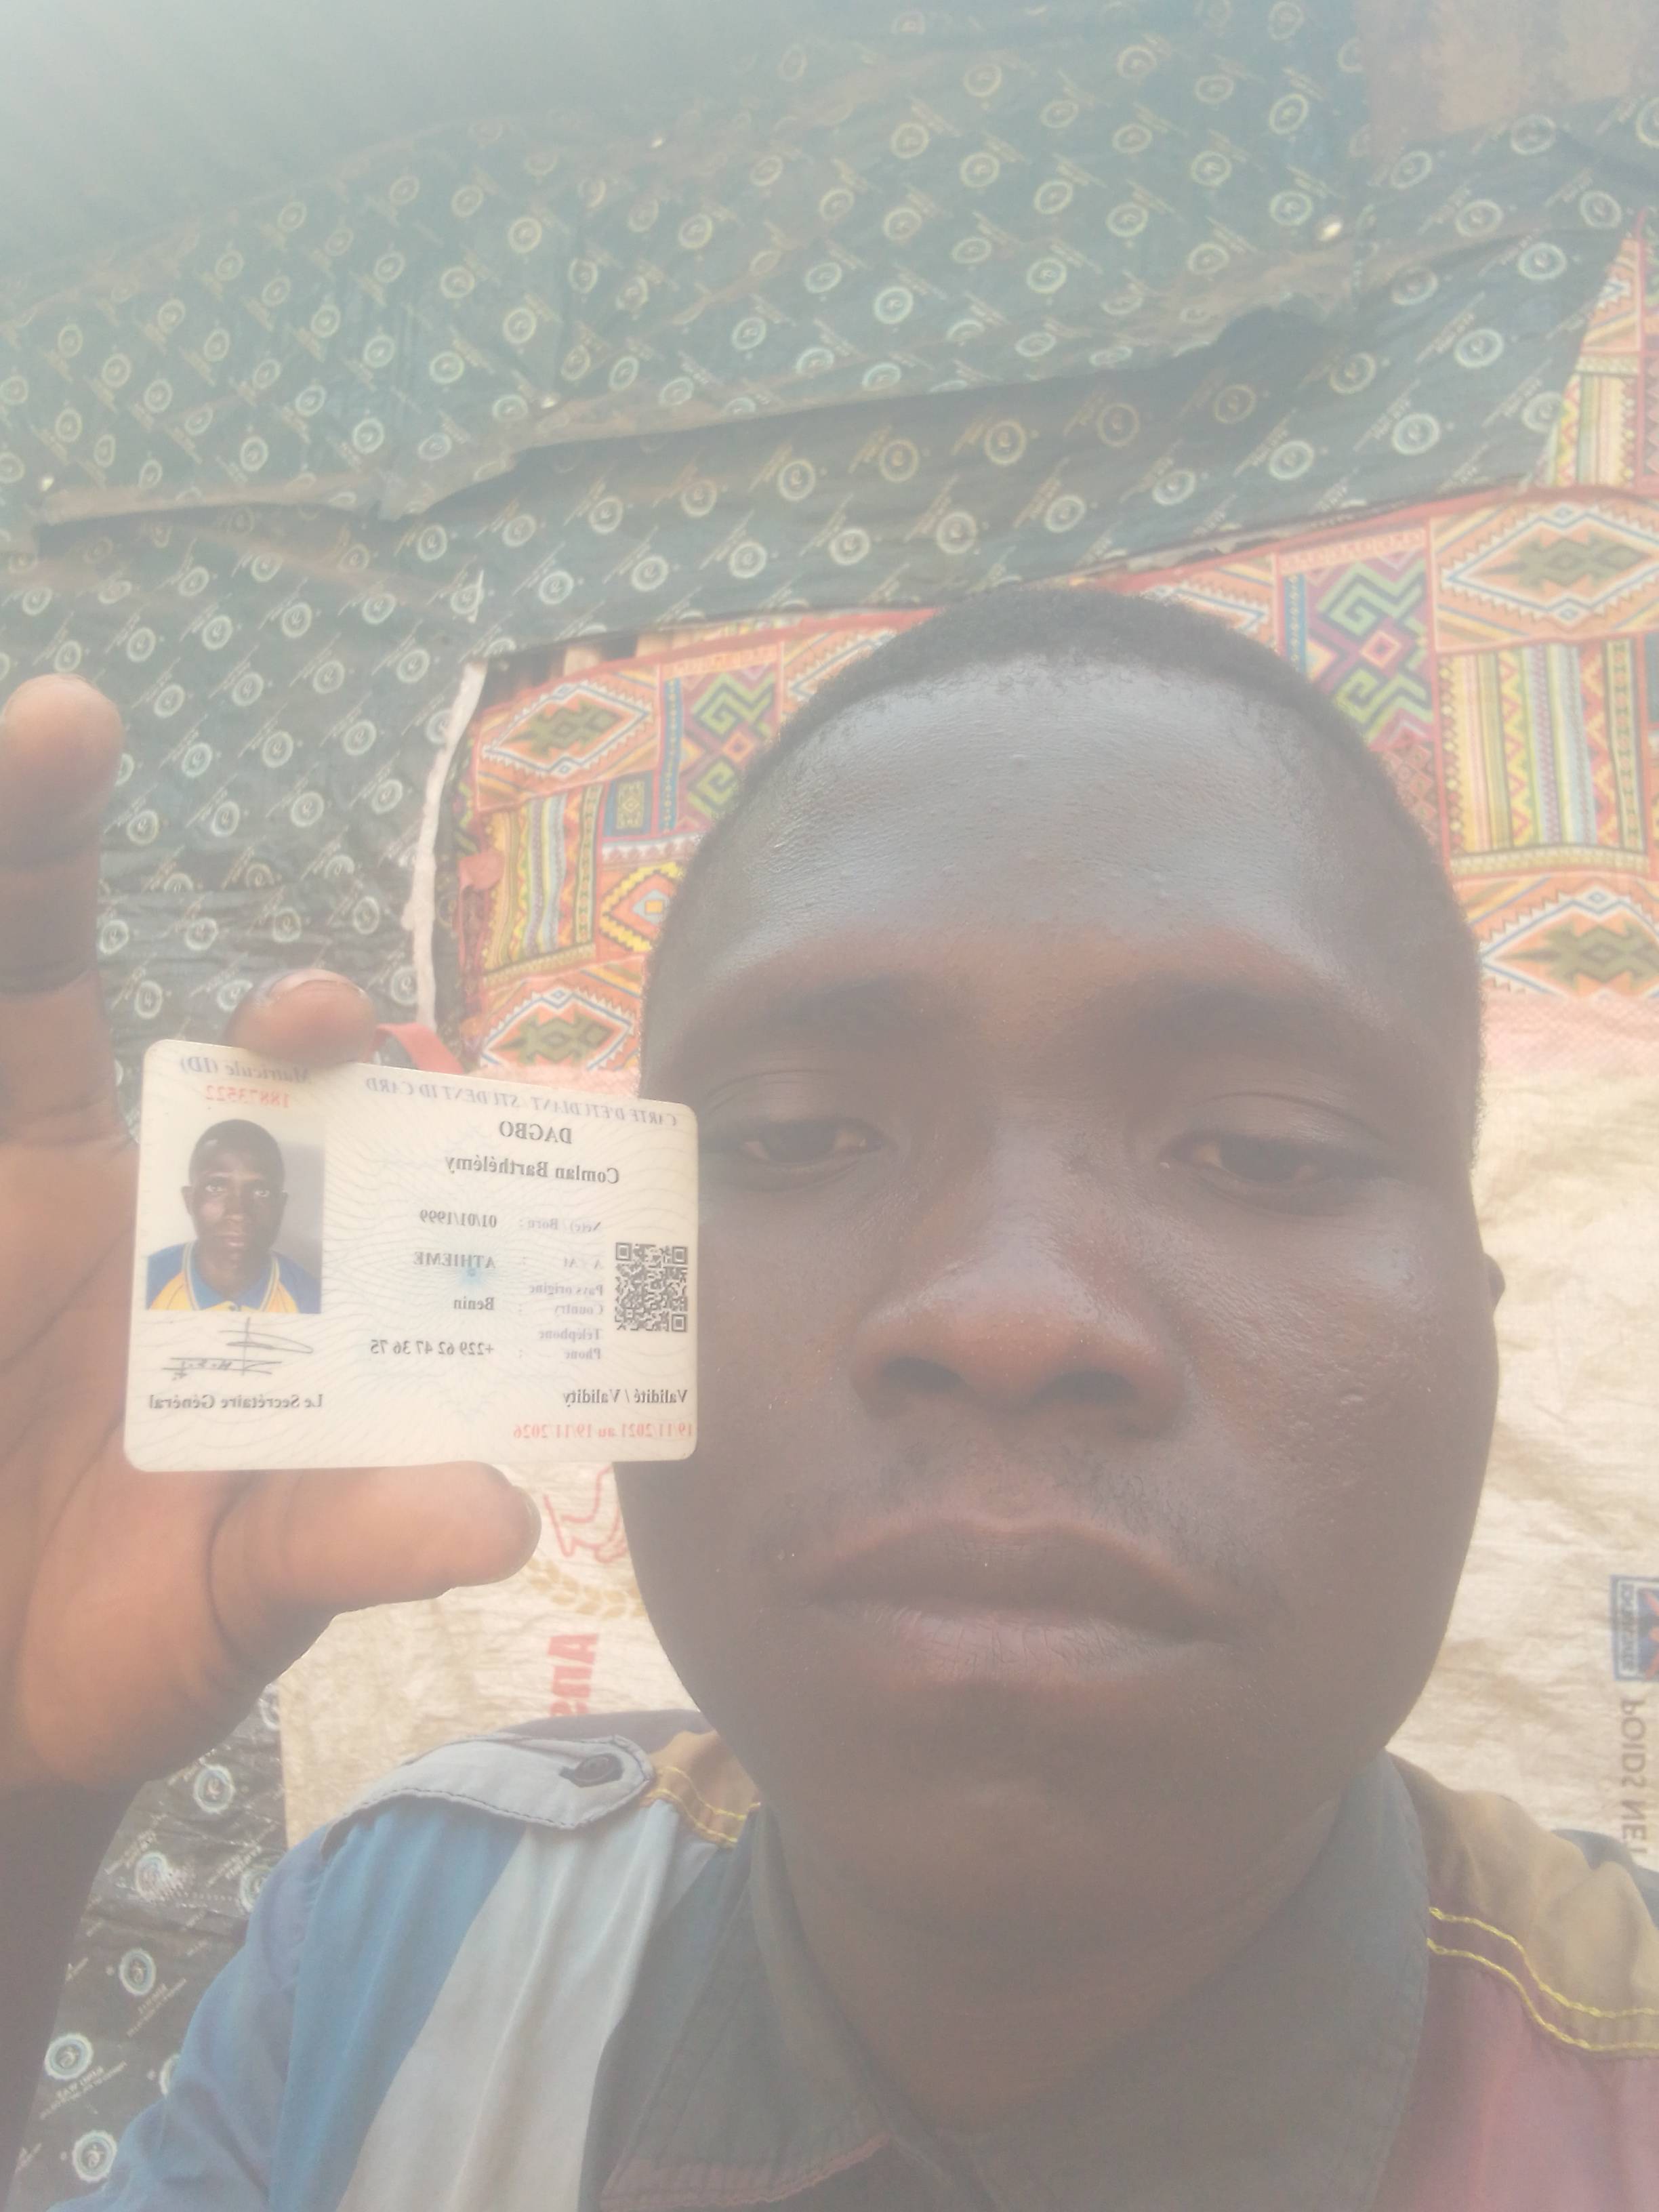 Matricule (ID)
18873522
CARTE D'ETUDIANT / STUDENT ID CARD
DAGBO
Comlan Barthélémy
Né(e) / Born : 01/01/1999
A / At : ATHIEME
Pays origine
Country : Benin
Téléphone
Phone : +229 62 47 36 75
Validité / Validity
19/11/2021 au 19/11/2026
Le Secrétaire Général
POIDS NET